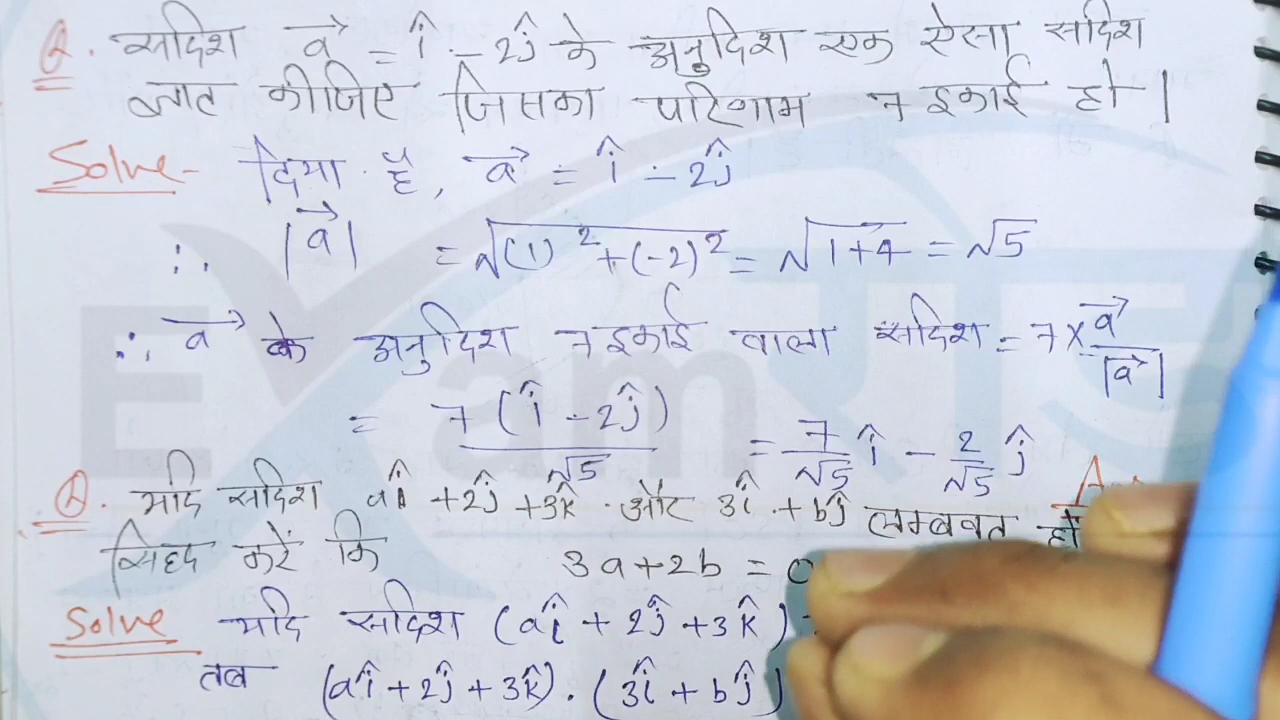 Q. सदिश a⃗ = î - 2ĵ के अनुदिश एक ऐसा सदिश
ज्ञात कीजिए जिसका परिणाम 7 इकाई हो |
Solve- दिया है, a⃗ = î - 2ĵ
∴ |a⃗| = √(1)² + (-2)² = √1+4 = √5
∴ a⃗ के अनुदिश 7 इकाई वाला सदिश = 7 × a⃗/|a⃗|
= 7 (î - 2ĵ)/√5 = 7/√5 î - 2/√5 ĵ
Q. यदि सदिश aî + 2ĵ + 3k̂ और 3î + bĵ लम्बवत हो
सिद्द करें कि 3a + 2b = 0
Solve यदि सदिश (aî + 2ĵ + 3k̂)
तब (aî + 2ĵ + 3k̂) . (3î + bĵ)
Exam